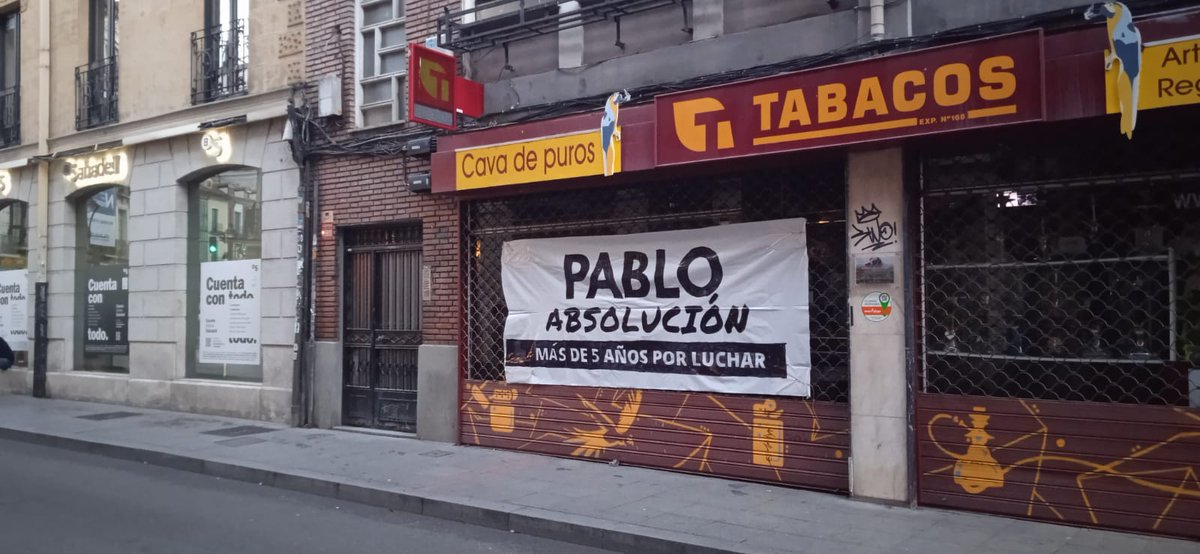 Sabadell
S
Cuenta
con
todo.
Cuenta
con
todo.
Cava de puros
TABACOS
EXP. Nº 160
PABLO
ABSOLUCIÓN
MÁS DE 5 AÑOS POR LUCHAR